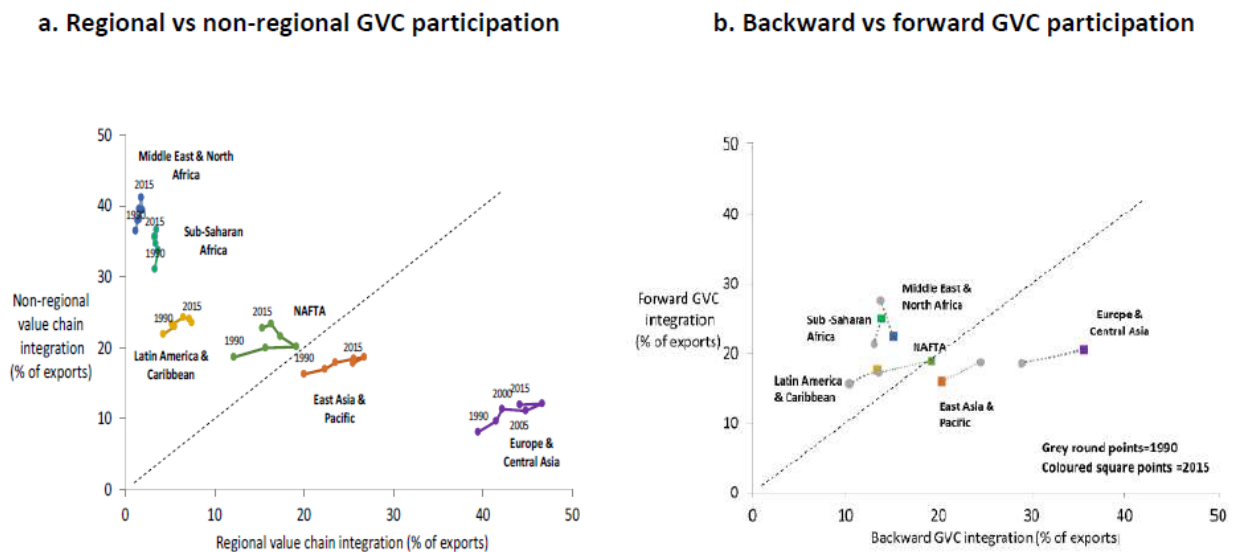 a. Regional vs non-regional GVC participation
50
40
30
20
10
0
Non-regional
value chain
integration
(% of exports)
Middle East & North
Africa
2015
1990
2015
Sub-Saharan
Africa
1990
1990
2015
Latin America &
Caribbean
NAFTA
2015
1990
1990
2015
East Asia &
Pacific
1990
2000
2015
2005
Europe &
Central Asia
0
10
20
30
40
50
Regional value chain integration (% of exports)
b. Backward vs forward GVC participation
50
40
30
20
10
0
Forward GVC
integration
(% of exports)
Middle East &
North Africa
Sub -Saharan
Africa
NAFTA
Latin America &
Caribbean
East Asia &
Pacific
Europe &
Central Asia
Grey round points=1990
Coloured square points =2015
0
10
20
30
40
50
Backward GVC integration (% of exports)